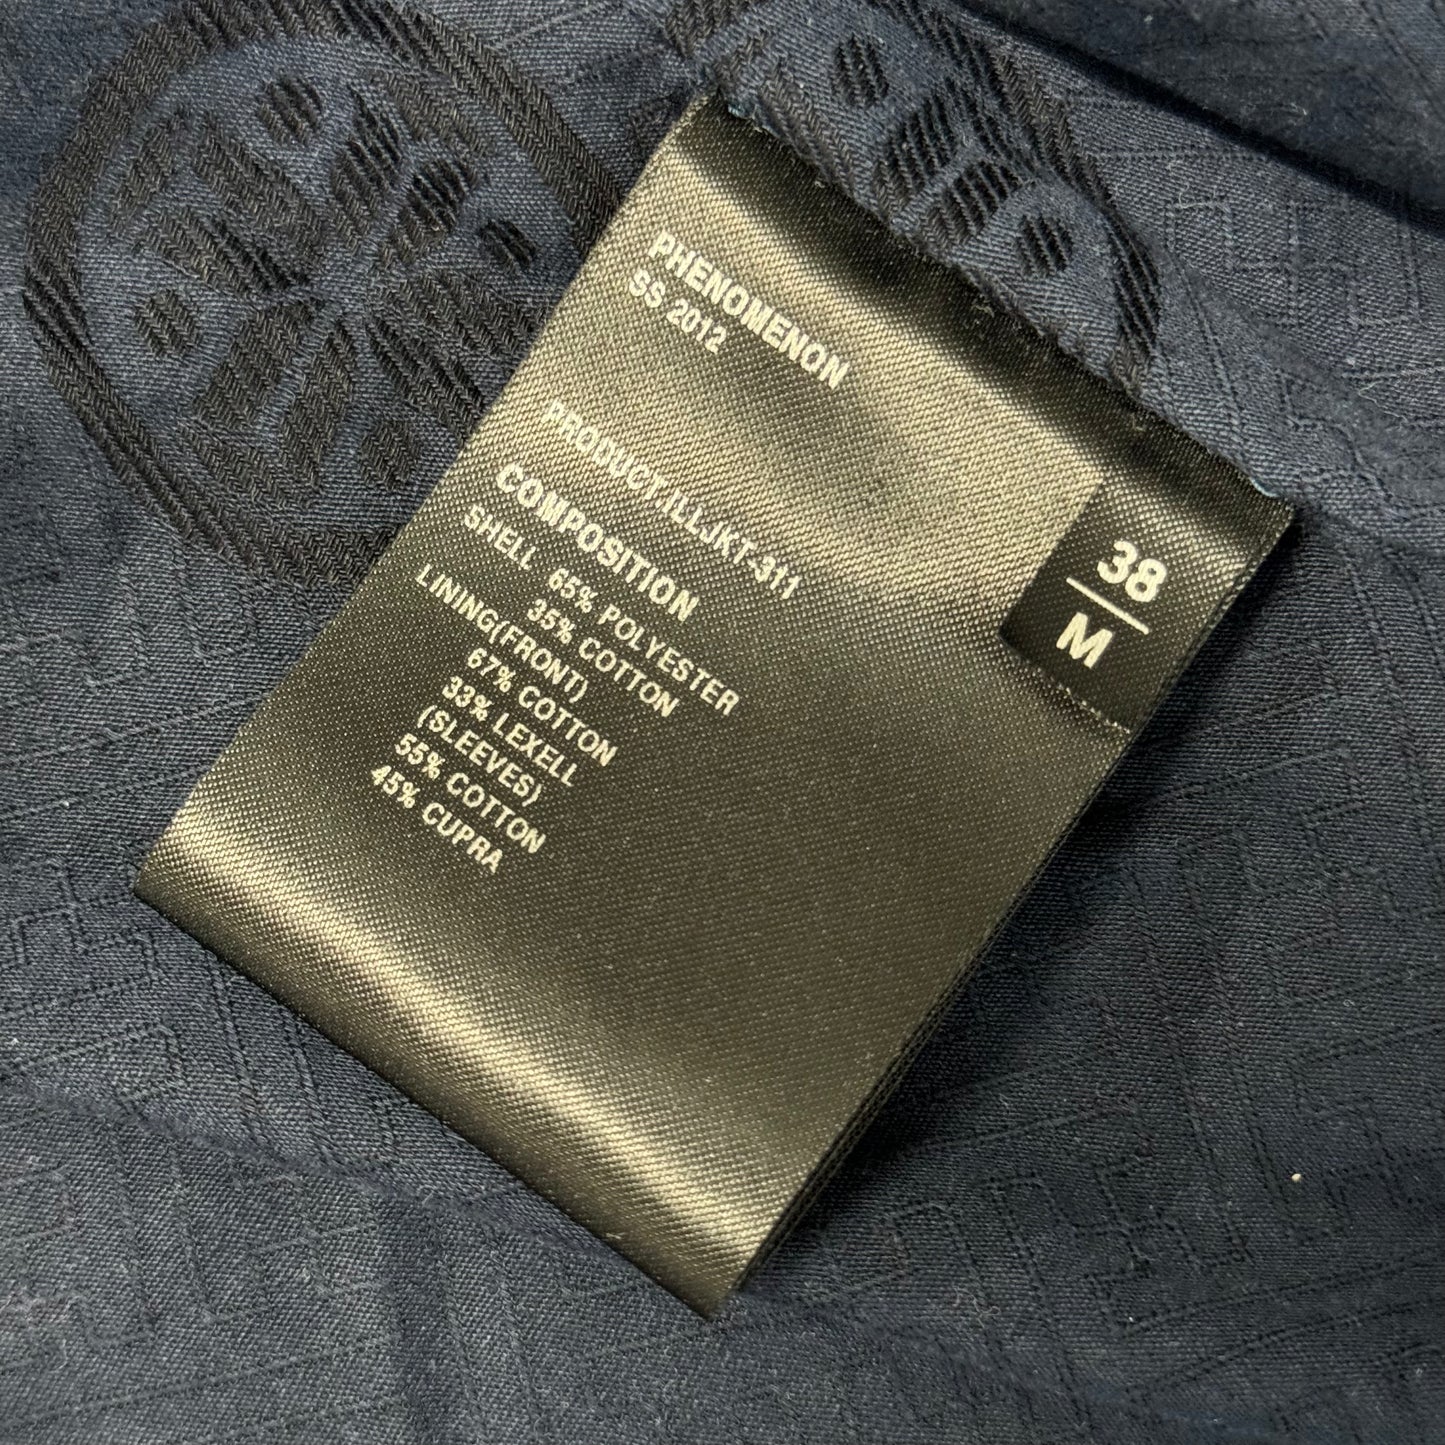 PHENOMENON
SS 2012
PRODUCT:ILLJKT-311
COMPOSITION
SHELL 65% POLYESTER
35% COTTON
LINING(FRONT)
67% COTTON
33% LEXELL
(SLEEVES)
55% COTTON
45% CUPRA
38
M